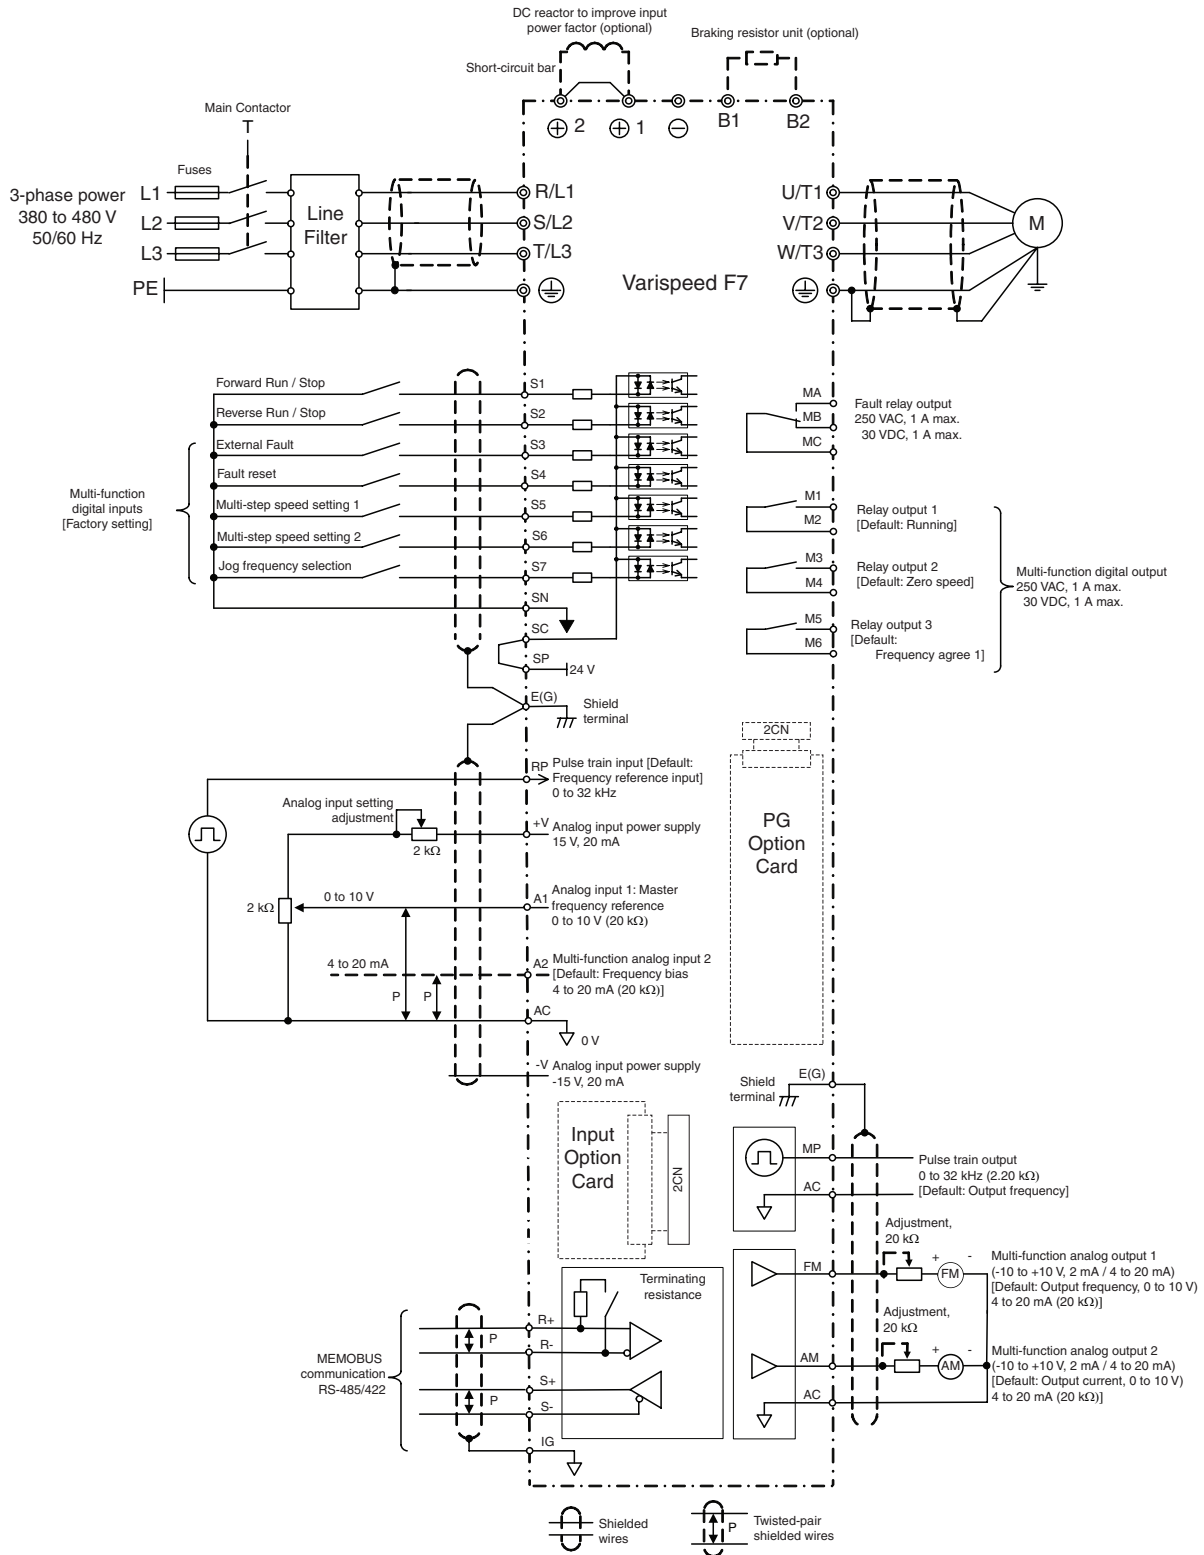 DC reactor to improve input
power factor (optional)
Braking resistor unit (optional)
Short-circuit bar
Main Contactor
2
1
B1
B2
Fuses
3-phase power
380 to 480 V
50/60 Hz
L1
L2
L3
PE
Line
Filter
R/L1
S/L2
T/L3
Varispeed F7
U/T1
V/T2
W/T3
M
Forward Run / Stop
S1
Reverse Run / Stop
S2
External Fault
S3
Fault reset
S4
Multi-step speed setting 1
S5
Multi-step speed setting 2
S6
Jog frequency selection
S7
Multi-function
digital inputs
[Factory setting]
SN
SC
SP
24 V
E(G)
Shield
terminal
MA
MB
MC
Fault relay output
250 VAC, 1 A max.
30 VDC, 1 A max.
M1
M2
Relay output 1
[Default: Running]
M3
M4
Relay output 2
[Default: Zero speed]
M5
M6
Relay output 3
[Default:
Frequency agree 1]
Multi-function digital output
250 VAC, 1 A max.
30 VDC, 1 A max.
2CN
PG
Option
Card
RP
Pulse train input [Default:
Frequency reference input]
0 to 32 kHz
Analog input setting
adjustment
2 kΩ
+V
Analog input power supply
15 V, 20 mA
2 kΩ
0 to 10 V
A1
Analog input 1: Master
frequency reference
0 to 10 V (20 kΩ)
4 to 20 mA
A2
Multi-function analog input 2
[Default: Frequency bias
4 to 20 mA (20 kΩ)]
P
P
AC
0 V
-V
Analog input power supply
-15 V, 20 mA
E(G)
Shield
terminal
Input
Option
Card
2CN
MP
AC
Pulse train output
0 to 32 kHz (2.20 kΩ)
[Default: Output frequency]
Adjustment,
20 kΩ
FM
+
-
FM
Multi-function analog output 1
(-10 to +10 V, 2 mA / 4 to 20 mA)
[Default: Output frequency, 0 to 10 V)
4 to 20 mA (20 kΩ)]
Adjustment,
20 kΩ
AM
+
-
AM
Multi-function analog output 2
(-10 to +10 V, 2 mA / 4 to 20 mA)
[Default: Output current, 0 to 10 V)
4 to 20 mA (20 kΩ)]
AC
Terminating
resistance
MEMOBUS
communication
RS-485/422
R+
P
R-
S+
P
S-
IG
Shielded
wires
P
Twisted-pair
shielded wires